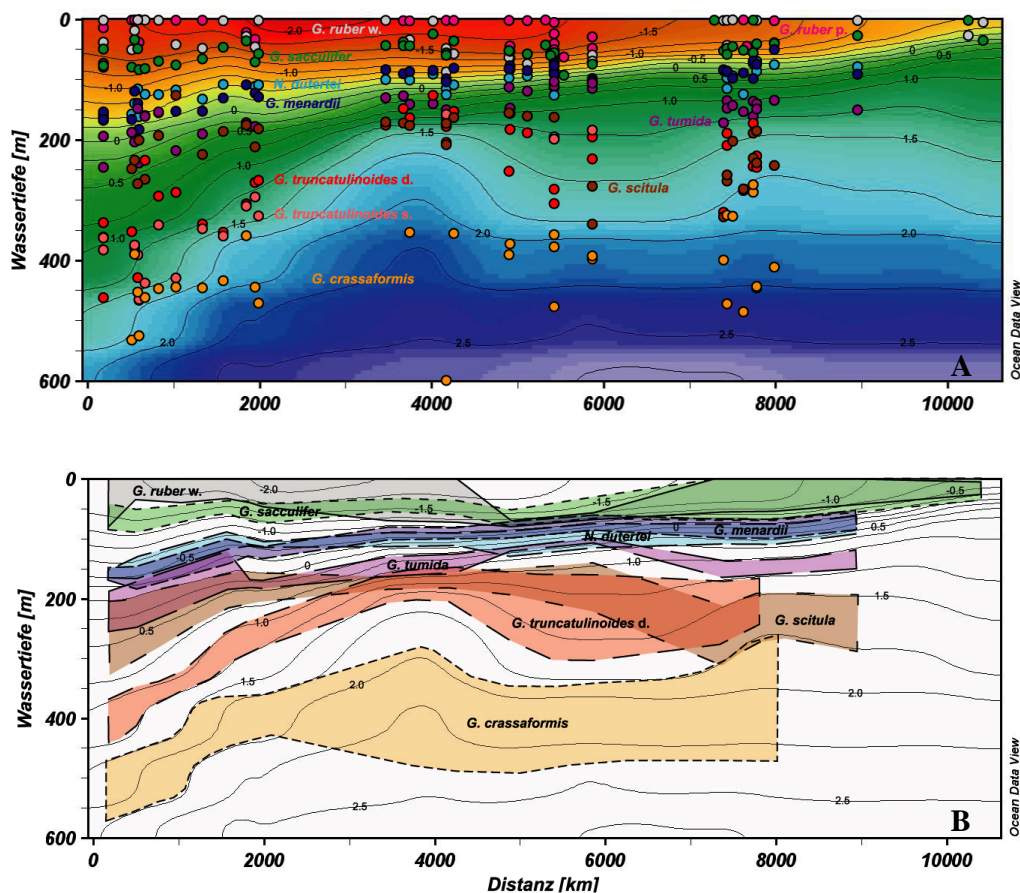 0
200
400
600
Wassertiefe [m]
-2.0
G. ruber w.
G. ruber p.
-1.5
-1.5
G. sacculifer
-1.0
-1.0
0
0.5
-1.0
N. dutertei
-0.5
0.5
0
G. menardii
1.0
1.0
0
G. tumida
0
0.5
1.5
1.5
1.0
0.5
G. truncatulinoides d.
G. scitula
G. truncatulinoides s.
1.5
1.0
2.0
2.0
G. crassaformis
2.0
2.5
2.5
A
0 2000 4000 6000 8000 10000
Ocean Data View
0
200
400
600
Wassertiefe [m]
G. ruber w.
-2.0
-1.0
-0.5
G. sacculifer
-1.5
-1.5
-1.0
0
G. menardii
0.5
N. dutertei
-0.5
0
G. tumida
1.0
1.5
0.5
1.0
G. truncatulinoides d.
G. scitula
1.5
2.0
2.0
G. crassaformis
2.5
2.5
B
0 2000 4000 6000 8000 10000
Distanz [km]
Ocean Data View